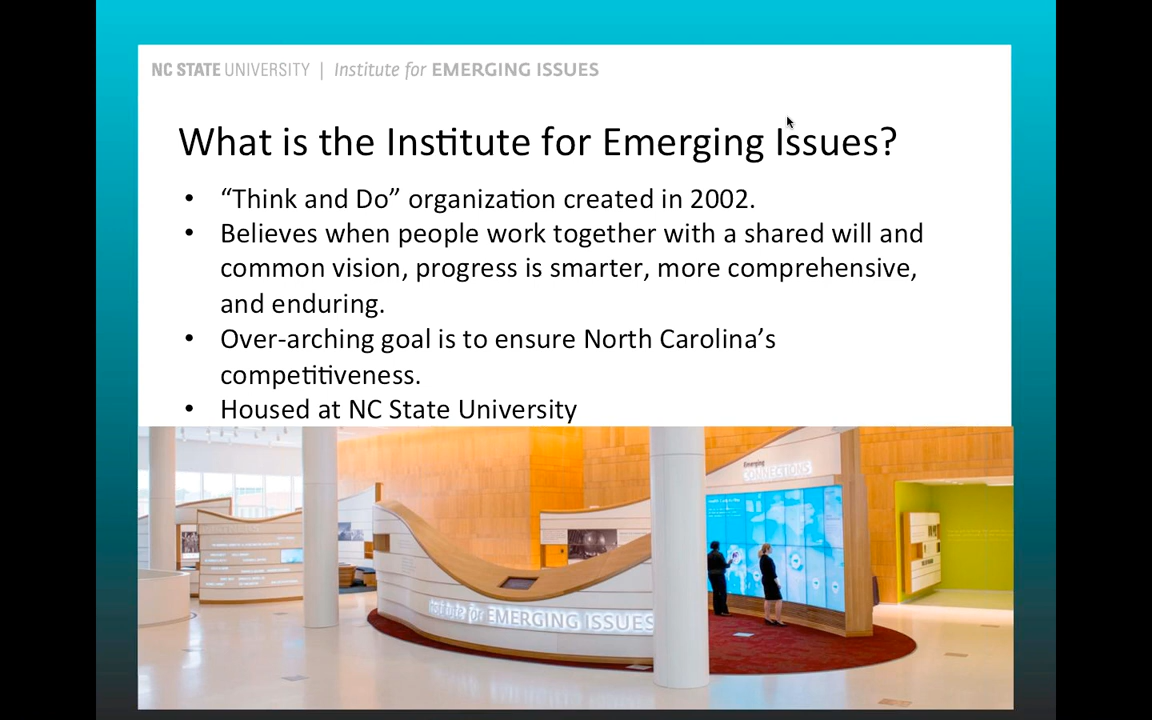 NC STATE UNIVERSITY | Institute for EMERGING ISSUES
What is the Institute for Emerging Issues?
• “Think and Do” organization created in 2002.
• Believes when people work together with a shared will and
common vision, progress is smarter, more comprehensive,
and enduring.
• Over-arching goal is to ensure North Carolina’s
competitiveness.
• Housed at NC State University
Emerging
CONNECTIONS
Institute for EMERGING ISSUES